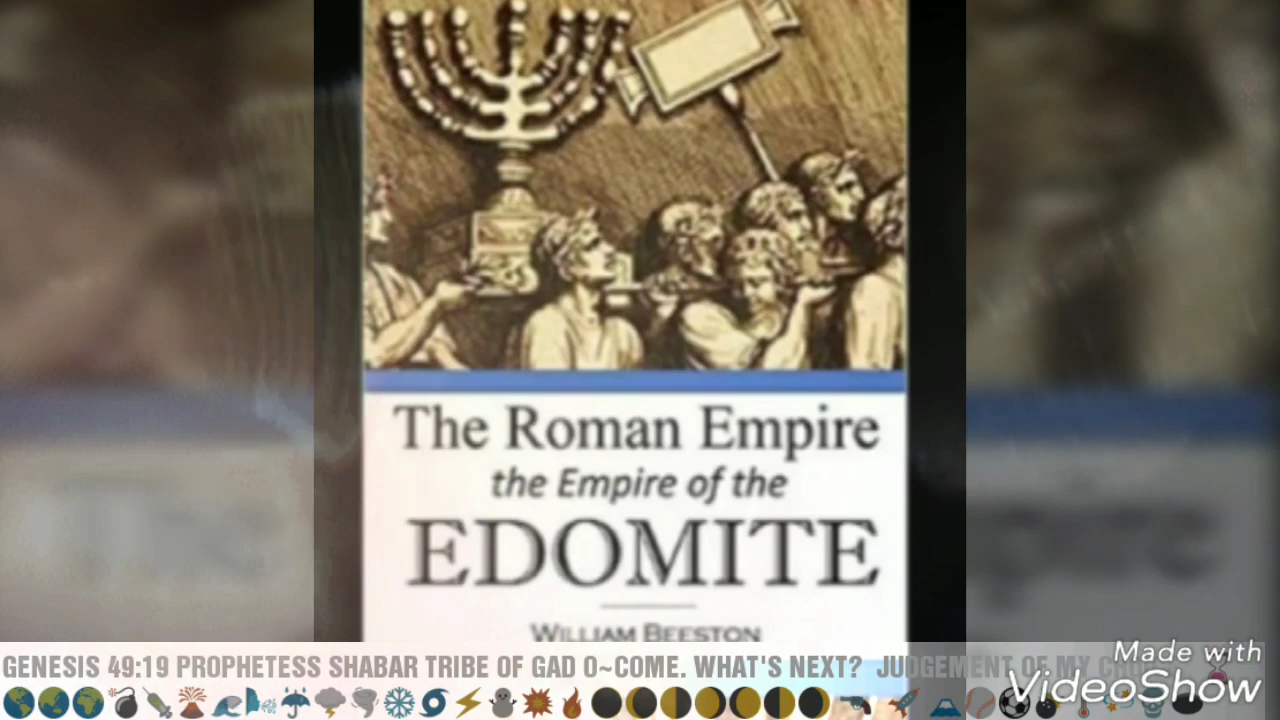 The Roman Empire
the Empire of the
EDOMITE
WILLIAM BEESTON
GENESIS 49:19 PROPHETESS SHABAR TRIBE OF GAD 0~COME. WHAT'S NEXT? JUDGEMENT OF MY
Made with
VideoShow